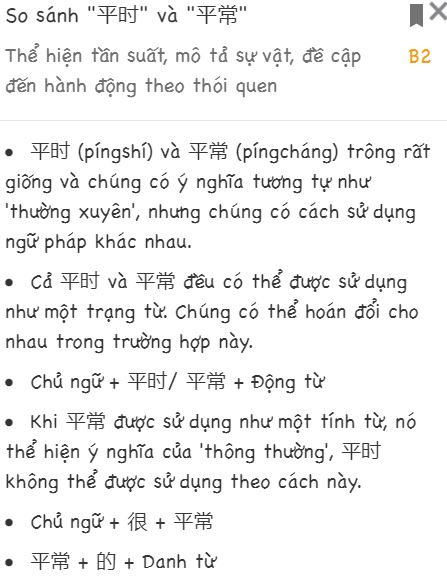 So sánh "平时" và "平常"
Thể hiện tần suất, mô tả sự vật, đề cập
B2
đến hành động theo thói quen
• 平时 (píngshí) và 平常 (píngcháng) trông rất
giống và chúng có ý nghĩa tương tự như
'thường xuyên', nhưng chúng có cách sử dụng
ngữ pháp khác nhau.
• Cả 平时 và 平常 đều có thể được sử dụng
như một trạng từ. Chúng có thể hoán đổi cho
nhau trong trường hợp này.
• Chủ ngữ + 平时/ 平常 + Động từ
• Khi 平常 được sử dụng như một tính từ, nó
thể hiện ý nghĩa của 'thông thường', 平时
không thể được sử dụng theo cách này.
• Chủ ngữ + 很 + 平常
• 平常 + 的 + Danh từ